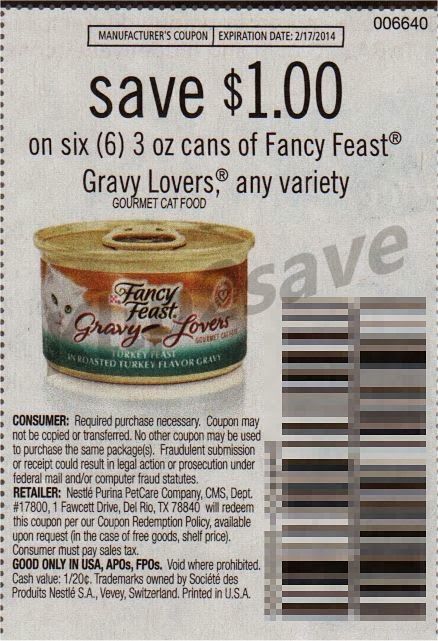 006640
MANUFACTURER'S COUPON | EXPIRATION DATE: 2/17/2014
save $1.00
on six (6) 3 oz cans of Fancy Feast®
Gravy Lovers,® any variety
GOURMET CAT FOOD
save
Fancy
Feast.
Gravy Lovers
GOURMET CAT FOOD
TURKEY FEAST
IN ROASTED TURKEY FLAVOR GRAVY
CONSUMER: Required purchase necessary. Coupon may
not be copied or transferred. No other coupon may be used
to purchase the same package(s). Fraudulent submission
or receipt could result in legal action or prosecution under
federal mail and/or computer fraud statutes.
RETAILER: Nestlé Purina PetCare Company, CMS, Dept.
#17800, 1 Fawcett Drive, Del Rio, TX 78840 will redeem
this coupon per our Coupon Redemption Policy, available
upon request (in the case of free goods, shelf price).
Consumer must pay sales tax.
GOOD ONLY IN USA, APOs, FPOs. Void where prohibited.
Cash value: 1/20¢. Trademarks owned by Société des
Produits Nestlé S.A., Vevey, Switzerland. Printed in U.S.A.